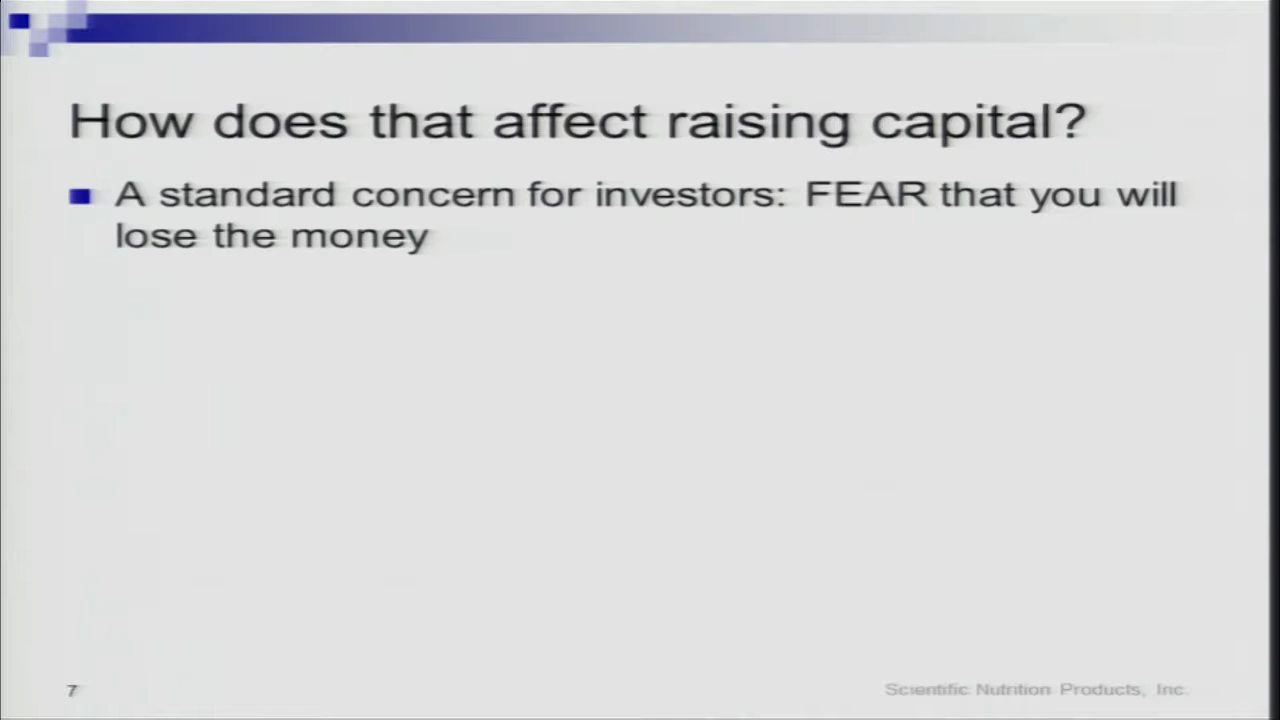 How does that affect raising capital?
A standard concern for investors: FEAR that you will
lose the money
7
Scientific Nutrition Products, Inc.